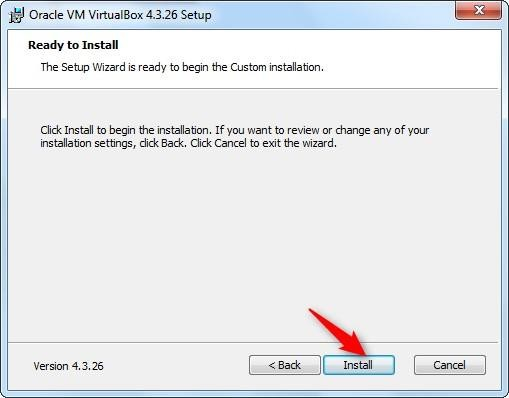 Oracle VM VirtualBox 4.3.26 Setup
Ready to Install
The Setup Wizard is ready to begin the Custom installation.
Click Install to begin the installation. If you want to review or change any of your
installation settings, click Back. Click Cancel to exit the wizard.
Version 4.3.26
< Back
Install
Cancel